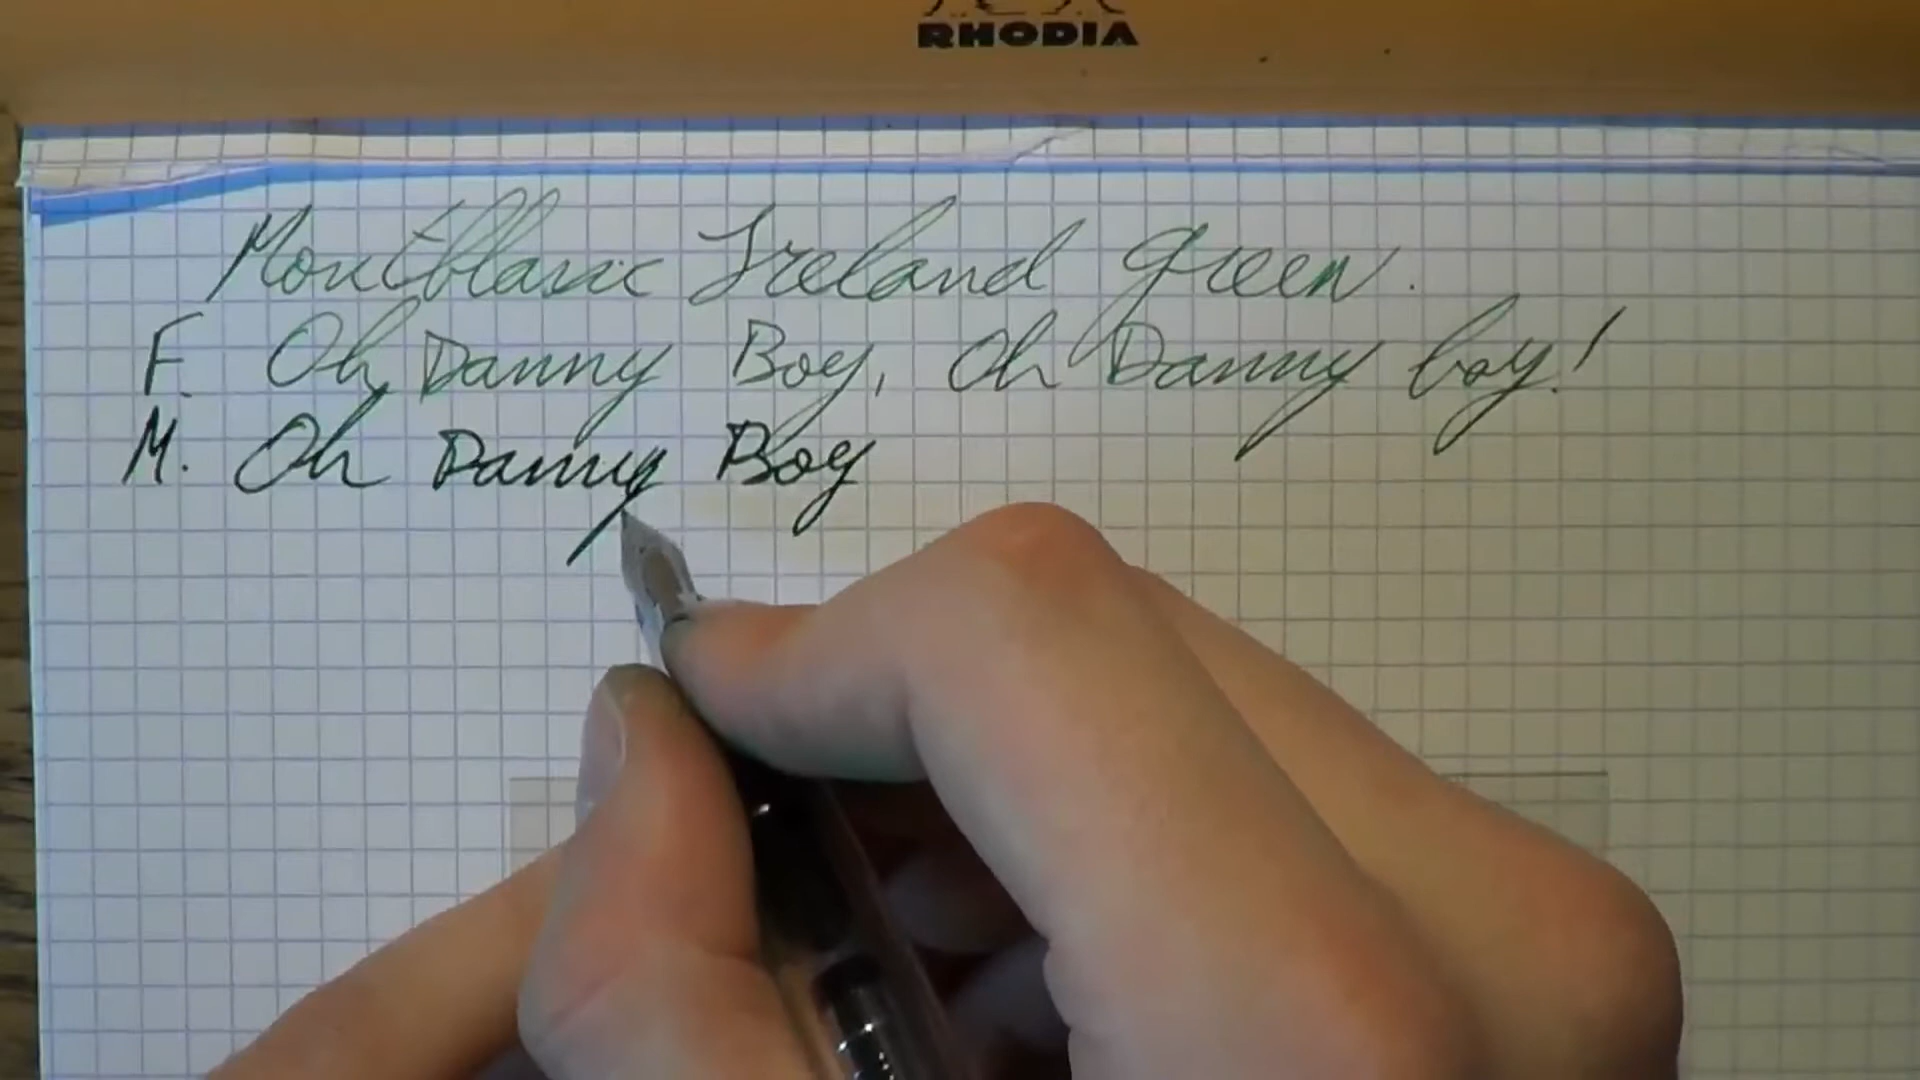 RHODIA
Montblanc Ireland green.
F. Oh, Danny Boy, Oh Danny boy!
M. Oh Danny Boy